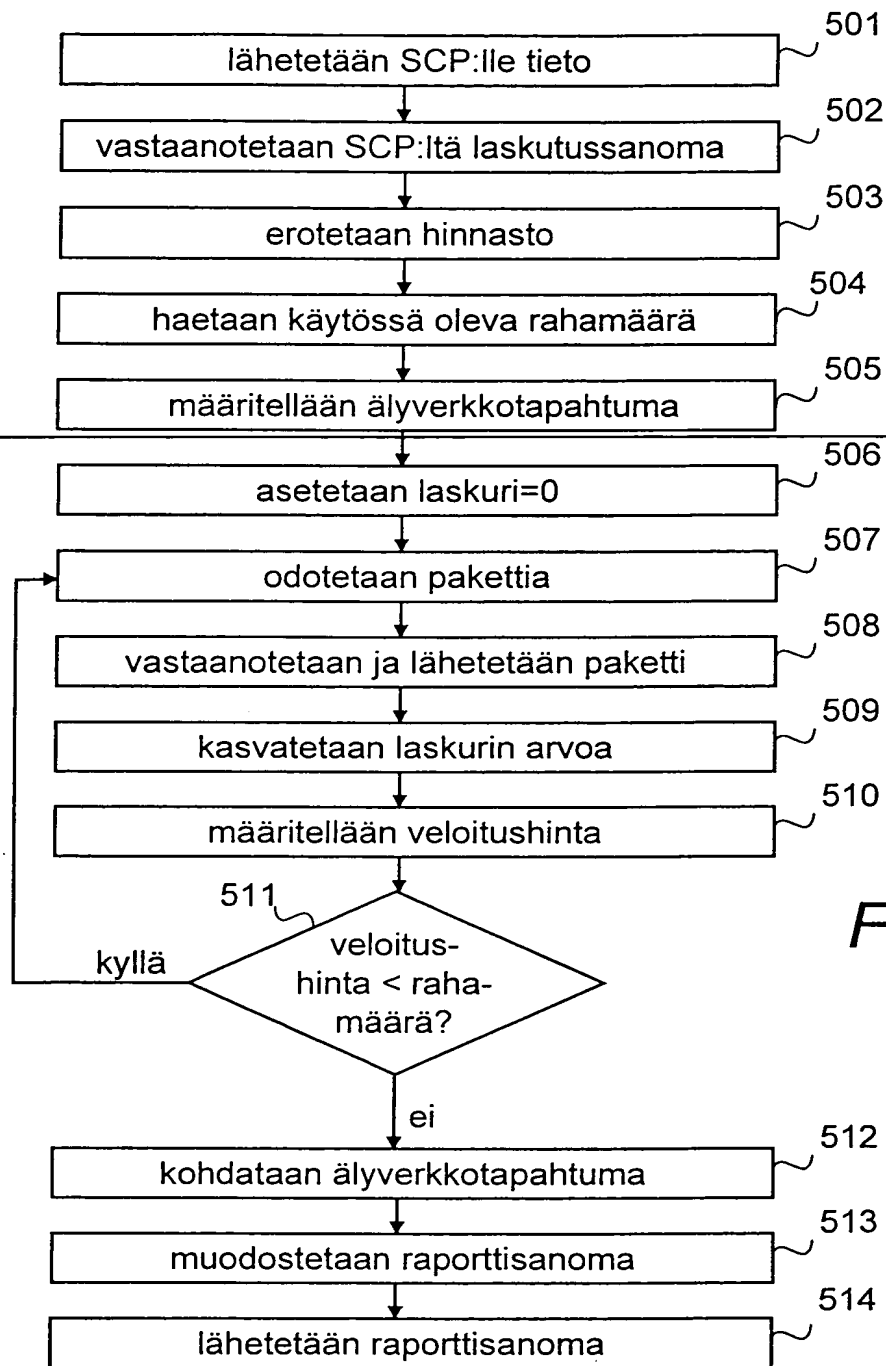 501
lähetetään SCP:lle tieto
502
vastaanotetaan SCP:ltä laskutussanoma
503
erotetaan hinnasto
504
haetaan käytössä oleva rahamäärä
505
määritellään älyverkkotapahtuma
506
asetetaan laskuri=0
507
odotetaan pakettia
508
vastaanotetaan ja lähetetään paketti
509
kasvatetaan laskurin arvoa
510
määritellään veloitushinta
511
veloitus-
hinta < raha-
määrä?
kyllä
F
ei
512
kohdataan älyverkkotapahtuma
513
muodostetaan raporttisanoma
514
lähetetään raporttisanoma